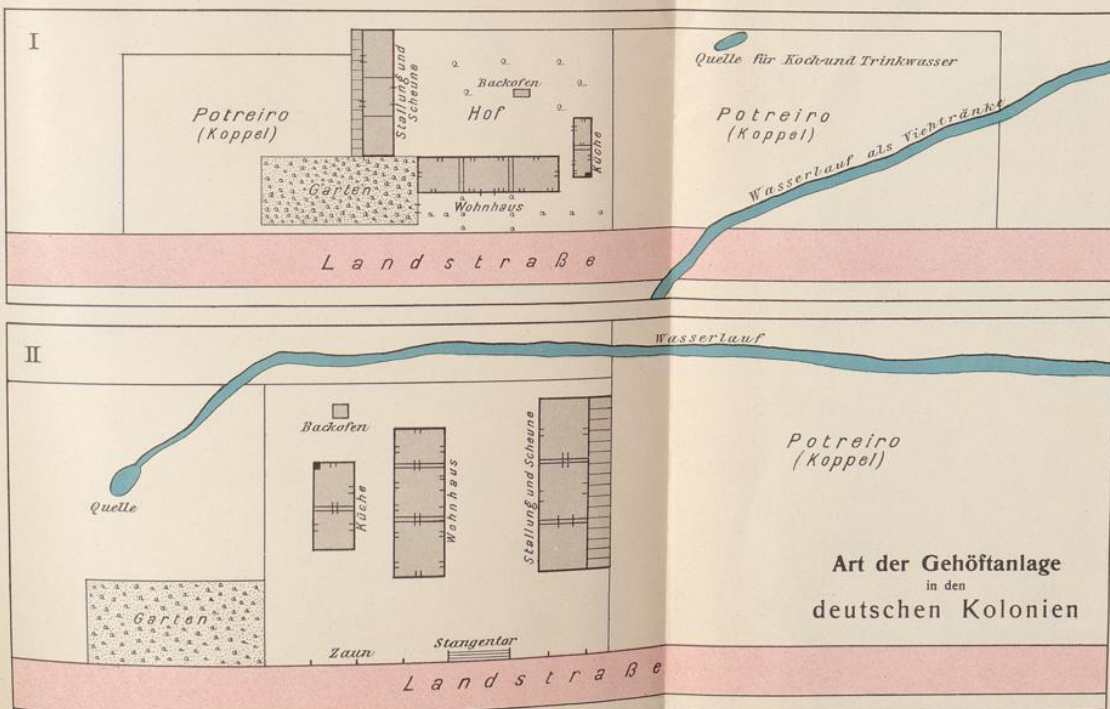 I
Quelle für Koch- und Trinkwasser
Potreiro
(Koppel)
Stallung und
Scheune
Backofen
Hof
Küche
Potreiro
(Koppel)
Wasserlauf als Viehtränke
Garten
Wohnhaus
Landstraße
II
Wasserlauf
Backofen
Quelle
Küche
Wohnhaus
Stallung und Scheune
Potreiro
(Koppel)
Garten
Zaun
Stangentor
Art der Gehöftanlage
in den
deutschen Kolonien
Landstraße